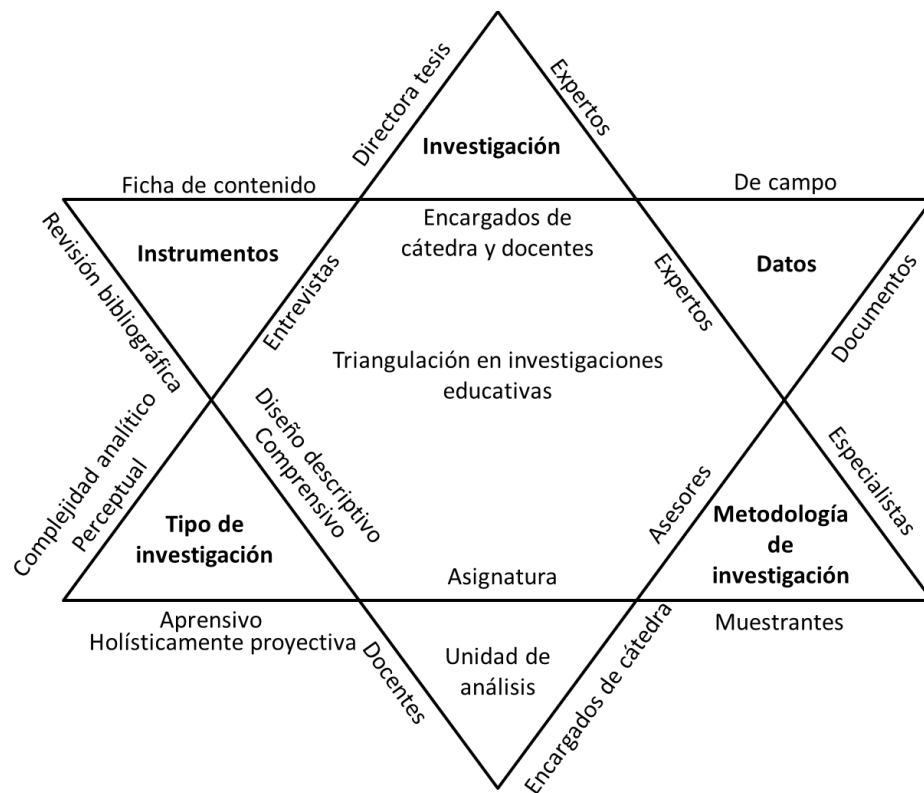 Directora tesis
Expertos
Investigación
Ficha de contenido
De campo
Encargados de
cátedra y docentes
Revisión bibliográfica
Instrumentos
Entrevistas
Expertos
Datos
Documentos
Triangulación en investigaciones
educativas
Complejidad analítico
Perceptual
Diseño descriptivo
Comprensivo
Tipo de
investigación
Asesores
Especialistas
Metodología
de
investigación
Asignatura
Aprensivo
Holísticamente proyectiva
Muestrantes
Docentes
Unidad de
análisis
Encargados de cátedra